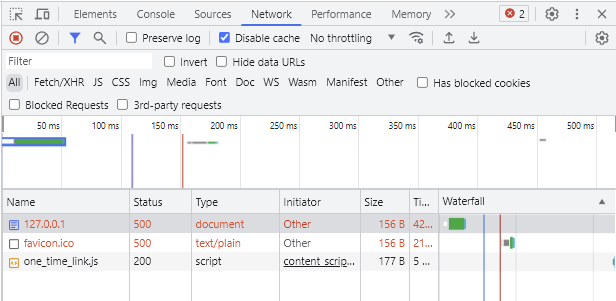 Elements Console Sources Network Performance Memory >> 2
Preserve log Disable cache No throttling
Filter Invert Hide data URLs
All Fetch/XHR JS CSS Img Media Font Doc WS Wasm Manifest Other Has blocked cookies
Blocked Requests 3rd-party requests
50 ms 100 ms 150 ms 200 ms 250 ms 300 ms 350 ms 400 ms 450 ms 500 ms
Name Status Type Initiator Size Ti... Waterfall
127.0.0.1 500 document Other 156 B 42...
favicon.ico 500 text/plain Other 156 B 21...
one_time_link.js 200 script content scrip... 177 B 5 ...